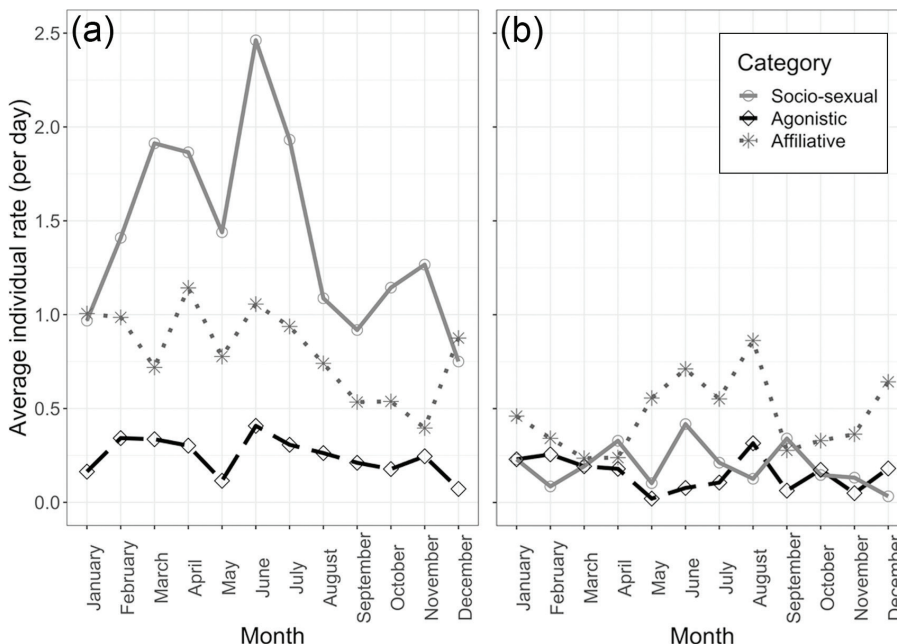 (a)
(b)
Average individual rate (per day)
2.5
2.0
1.5
1.0
0.5
0.0
Category
Socio-sexual
Agonistic
Affiliative
January
February
March
April
May
June
July
August
September
October
November
December
Month
January
February
March
April
May
June
July
August
September
October
November
December
Month